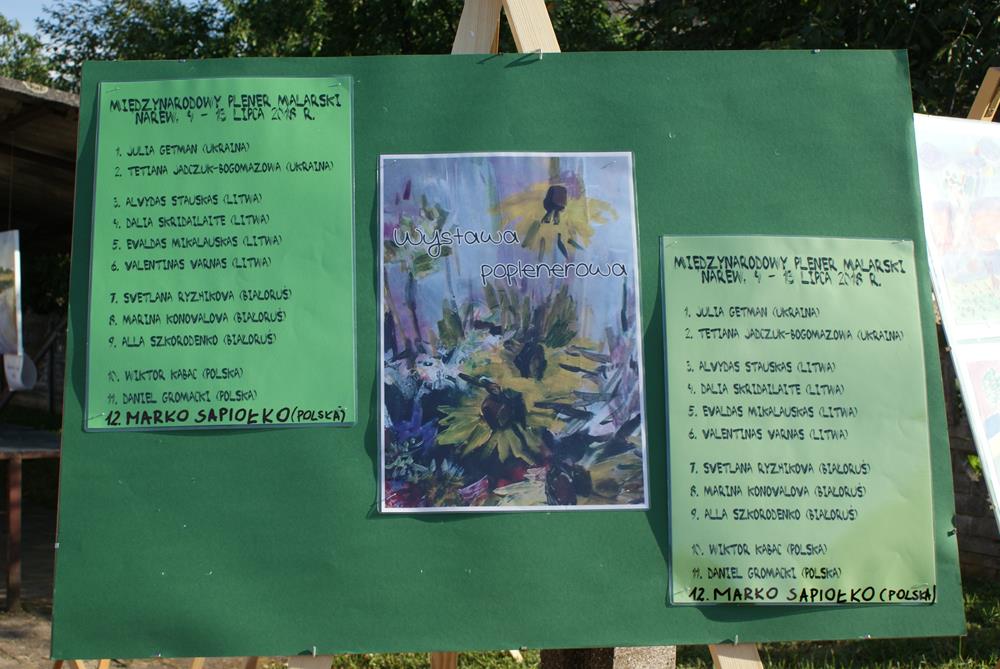 MIĘDZYNARODOWY PLENER MALARSKI
NAREW, 4 - 15 LIPCA 2018 R.
1. JULIA GETMAN (UKRAINA)
2. TETIANA JADCZUK-BOGOMAZOWA (UKRAINA)
3. ALVYDAS STAUSKAS (LITWA)
4. DALIA SKRIDAILAITE (LITWA)
5. EVALDAS MIKALAUSKAS (LITWA)
6. VALENTINAS VARNAS (LITWA)
7. SVETLANA RYZHIKOVA (BIAŁORUŚ)
8. MARINA KONOVALOVA (BIAŁORUŚ)
9. ALLA SZKORODENKO (BIAŁORUŚ)
10. WIKTOR KABAC (POLSKA)
11. DANIEL GROMACKI (POLSKA)
12. MARKO SAPIOŁKO (POLSKA)
Wystawa
poplenerowa
MIĘDZYNARODOWY PLENER MALARSKI
NAREW, 4 - 15 LIPCA 2018 R.
1. JULIA GETMAN (UKRAINA)
2. TETIANA JADCZUK-BOGOMAZOWA (UKRAINA)
3. ALVYDAS STAUSKAS (LITWA)
4. DALIA SKRIDAILAITE (LITWA)
5. EVALDAS MIKALAUSKAS (LITWA)
6. VALENTINAS VARNAS (LITWA)
7. SVETLANA RYZHIKOVA (BIAŁORUŚ)
8. MARINA KONOVALOVA (BIAŁORUŚ)
9. ALLA SZKORODENKO (BIAŁORUŚ)
10. WIKTOR KABAC (POLSKA)
11. DANIEL GROMACKI (POLSKA)
12. MARKO SAPIOŁKO (POLSKA)